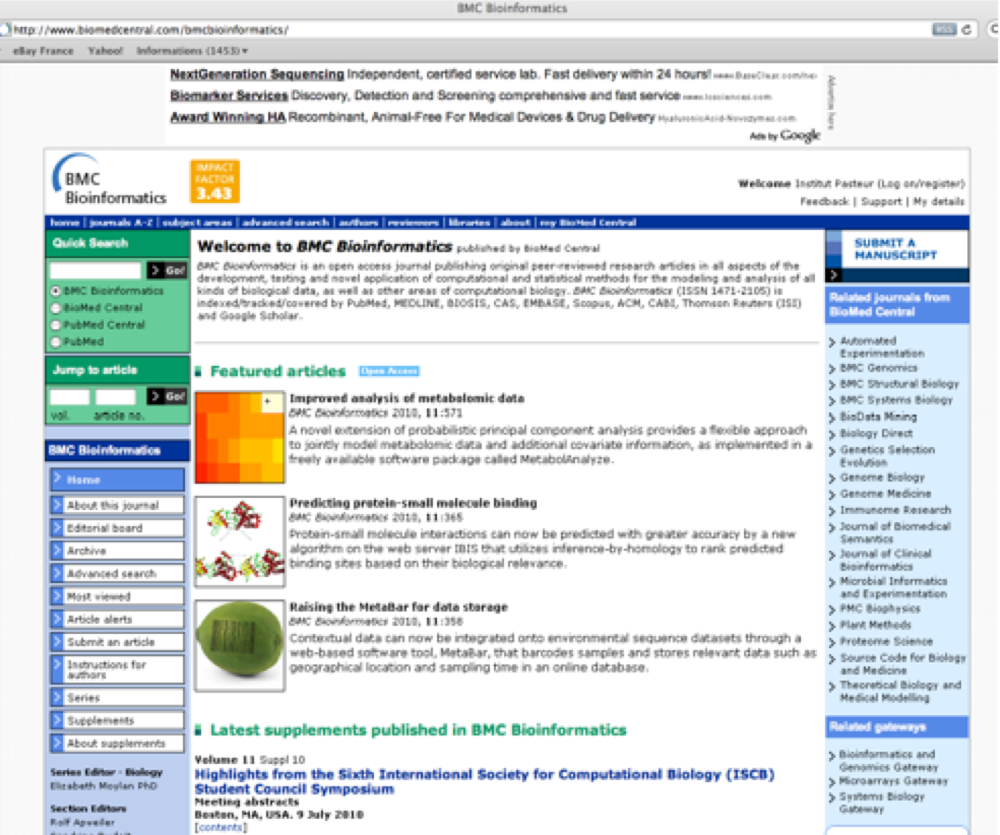 BMC Bioinformatics
http://www.biomedcentral.com/bmcbioinformatics/
RSS
eBay France Yahoo! Informations (1453)
NextGeneration Sequencing Independent, certified service lab. Fast delivery within 24 hours!
Biomarker Services Discovery, Detection and Screening comprehensive and fast service
Award Winning HA Recombinant, Animal-Free For Medical Devices & Drug Delivery HyaluronicAcid-Novozymes.com
Advertise here
Ads by Google
BMC
Bioinformatics
IMPACT
FACTOR
3.43
Welcome Institut Pasteur (Log on/register)
Feedback | Support | My details
home | journals A-Z | subject areas | advanced search | authors | reviewers | libraries | about | my BioMed Central
Quick Search
Go!
BMC Bioinformatics
BioMed Central
PubMed Central
PubMed
Jump to article
Go!
vol. article no.
BMC Bioinformatics
Home
About this journal
Editorial board
Archive
Advanced search
Most viewed
Article alerts
Submit an article
Instructions for
authors
Series
Supplements
About supplements
Series Editor - Biology
Elizabeth Moylan PhD
Section Editors
Rolf Apweiler
Welcome to BMC Bioinformatics published by BioMed Central
BMC Bioinformatics is an open access journal publishing original peer-reviewed research articles in all aspects of the
development, testing and novel application of computational and statistical methods for the modeling and analysis of all
kinds of biological data, as well as other areas of computational biology. BMC Bioinformatics (ISSN 1471-2105) is
indexed/tracked/covered by PubMed, MEDLINE, BIOSIS, CAS, EMBASE, Scopus, ACM, CABI, Thomson Reuters (ISI)
and Google Scholar.
Featured articles Open Access
Improved analysis of metabolomic data
BMC Bioinformatics 2010, 11:571
A novel extension of probabilistic principal component analysis provides a flexible approach
to jointly model metabolomic data and additional covariate information, as implemented in a
freely available software package called MetabolAnalyze.
Predicting protein-small molecule binding
BMC Bioinformatics 2010, 11:365
Protein-small molecule interactions can now be predicted with greater accuracy by a new
algorithm on the web server IBIS that utilizes inference-by-homology to rank predicted
binding sites based on their biological relevance.
Raising the MetaBar for data storage
BMC Bioinformatics 2010, 11:358
Contextual data can now be integrated onto environmental sequence datasets through a
web-based software tool, MetaBar, that barcodes samples and stores relevant data such as
geographical location and sampling time in an online database.
Latest supplements published in BMC Bioinformatics
Volume 11 Suppl 10
Highlights from the Sixth International Society for Computational Biology (ISCB)
Student Council Symposium
Meeting abstracts
Boston, MA, USA. 9 July 2010
[contents]
SUBMIT A
MANUSCRIPT
Related journals from
BioMed Central
Automated
Experimentation
BMC Genomics
BMC Structural Biology
BMC Systems Biology
BioData Mining
Biology Direct
Genetics Selection
Evolution
Genome Biology
Genome Medicine
Immunome Research
Journal of Biomedical
Semantics
Journal of Clinical
Bioinformatics
Microbial Informatics
and Experimentation
PMC Biophysics
Plant Methods
Proteome Science
Source Code for Biology
and Medicine
Theoretical Biology and
Medical Modelling
Related gateways
Bioinformatics and
Genomics Gateway
Microarrays Gateway
Systems Biology
Gateway